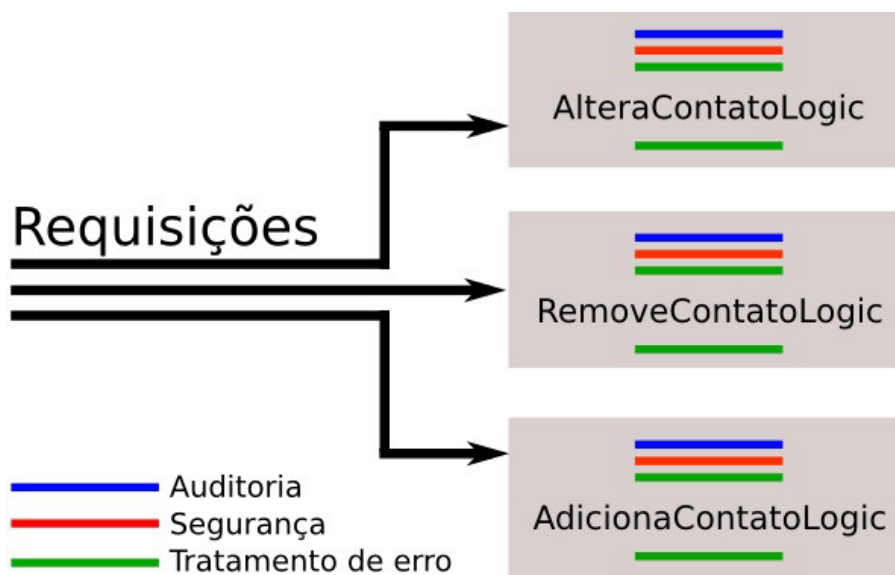 AlteraContatoLogic
Requisições
RemoveContatoLogic
Auditoria
Segurança
Tratamento de erro
AdicionaContatoLogic